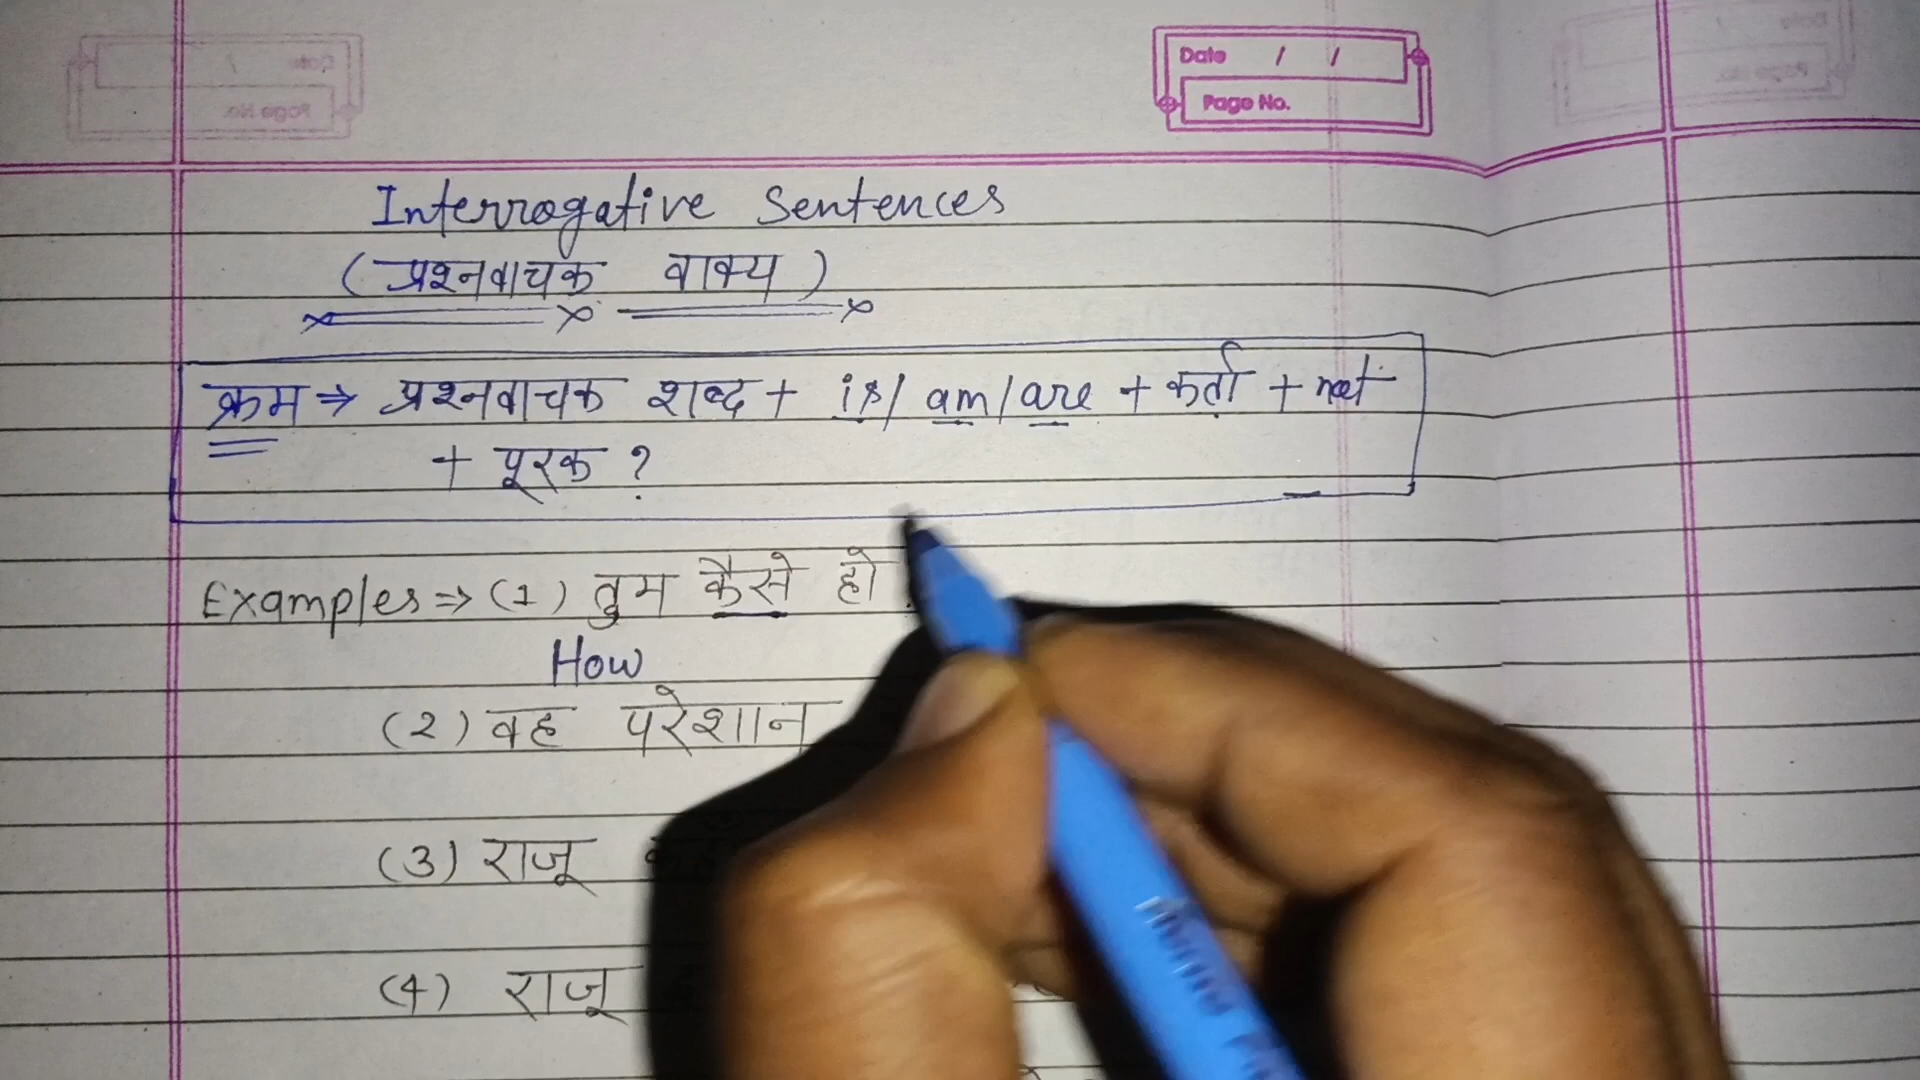 Date / /
Page No.
Interrogative Sentences
(प्रश्नवाचक वाक्य)
क्रम ⇒ प्रश्नवाचक शब्द + is/ am/are + कर्ता + not
+ पूरक ?
Examples ⇒ (1) तुम कैसे हो
How
(2) वह परेशान
(3) राजू
(4) राजू